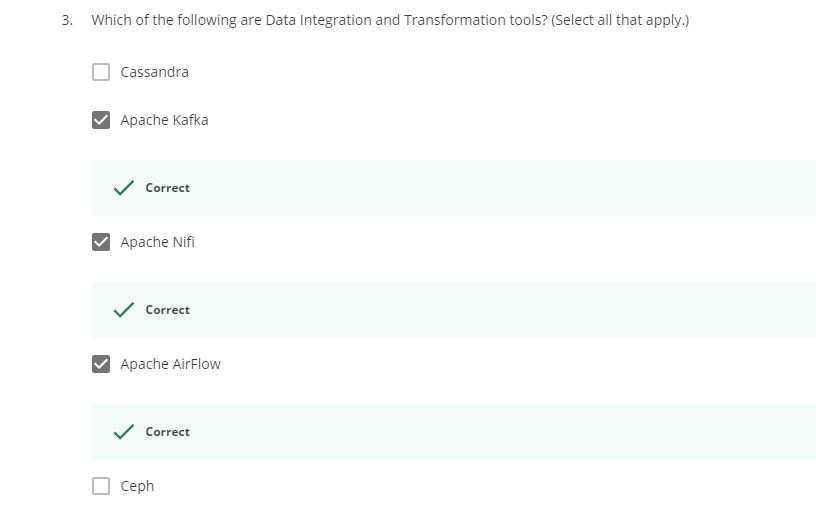 3. Which of the following are Data Integration and Transformation tools? (Select all that apply.)
Cassandra
Apache Kafka
Correct
Apache Nifi
Correct
Apache AirFlow
Correct
Ceph